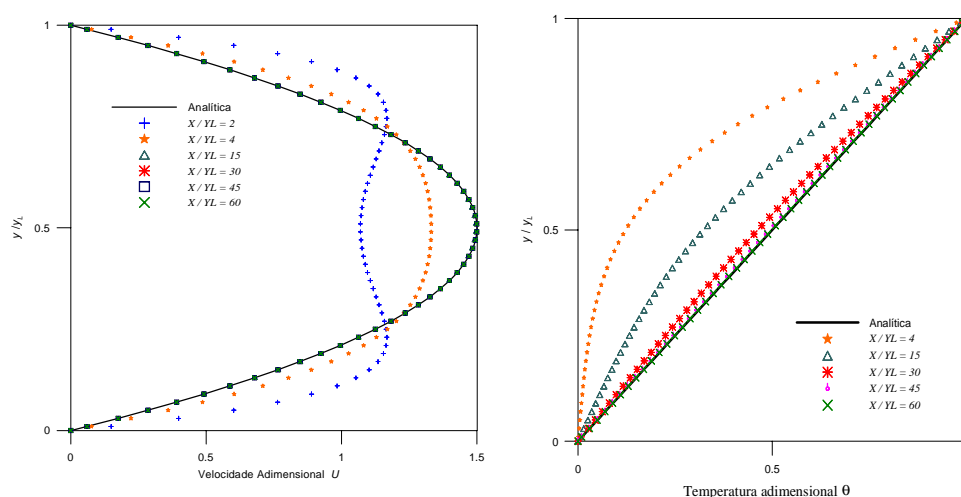 1
Analítica
X / YL = 2
X / YL = 4
X / YL = 15
X / YL = 30
X / YL = 45
X / YL = 60
y/yL
0.5
0
0
0.5
1
1.5
Velocidade Adimensional U
1
y / yL
0.5
0
Analítica
X / YL = 4
X / YL = 15
X / YL = 30
X / YL = 45
X / YL = 60
0
0.5
Temperatura adimensional θ